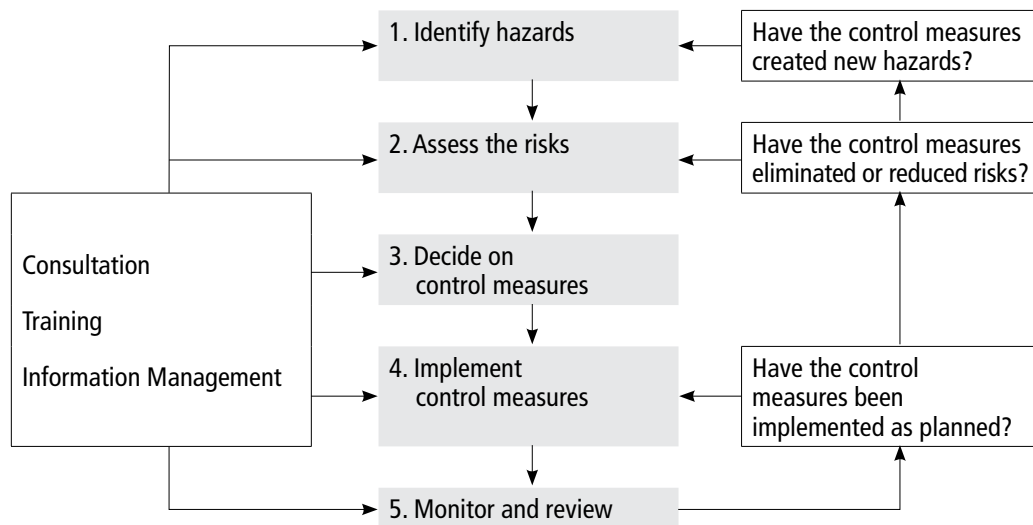 1. Identify hazards
Have the control measures
created new hazards?
2. Assess the risks
Have the control measures
eliminated or reduced risks?
Consultation
Training
Information Management
3. Decide on
control measures
4. Implement
control measures
Have the control
measures been
implemented as planned?
5. Monitor and review